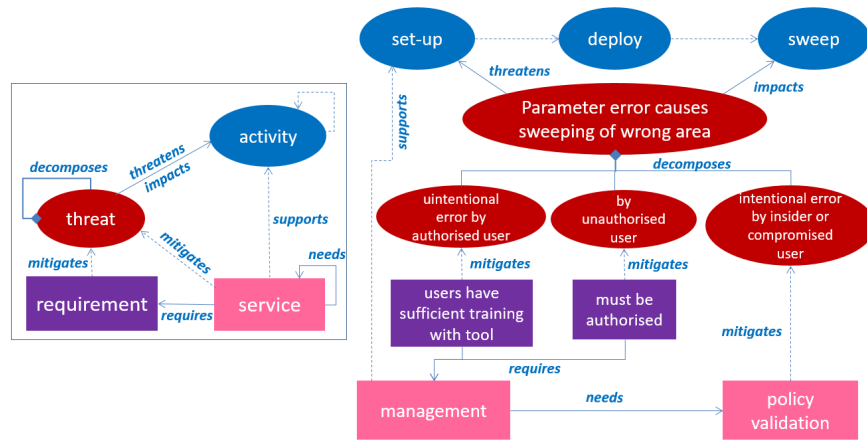 set-up
deploy
sweep
threatens
impacts
supports
Parameter error causes
sweeping of wrong area
decomposes
uintentional error by
authorised user
by
unauthorised
user
intentional error
by insider or
compromised
user
mitigates
mitigates
mitigates
users have
sufficient training
with tool
must be
authorised
requires
management
needs
policy
validation
activity
decomposes
threatens
impacts
threat
supports
mitigates
mitigates
needs
requirement
requires
service